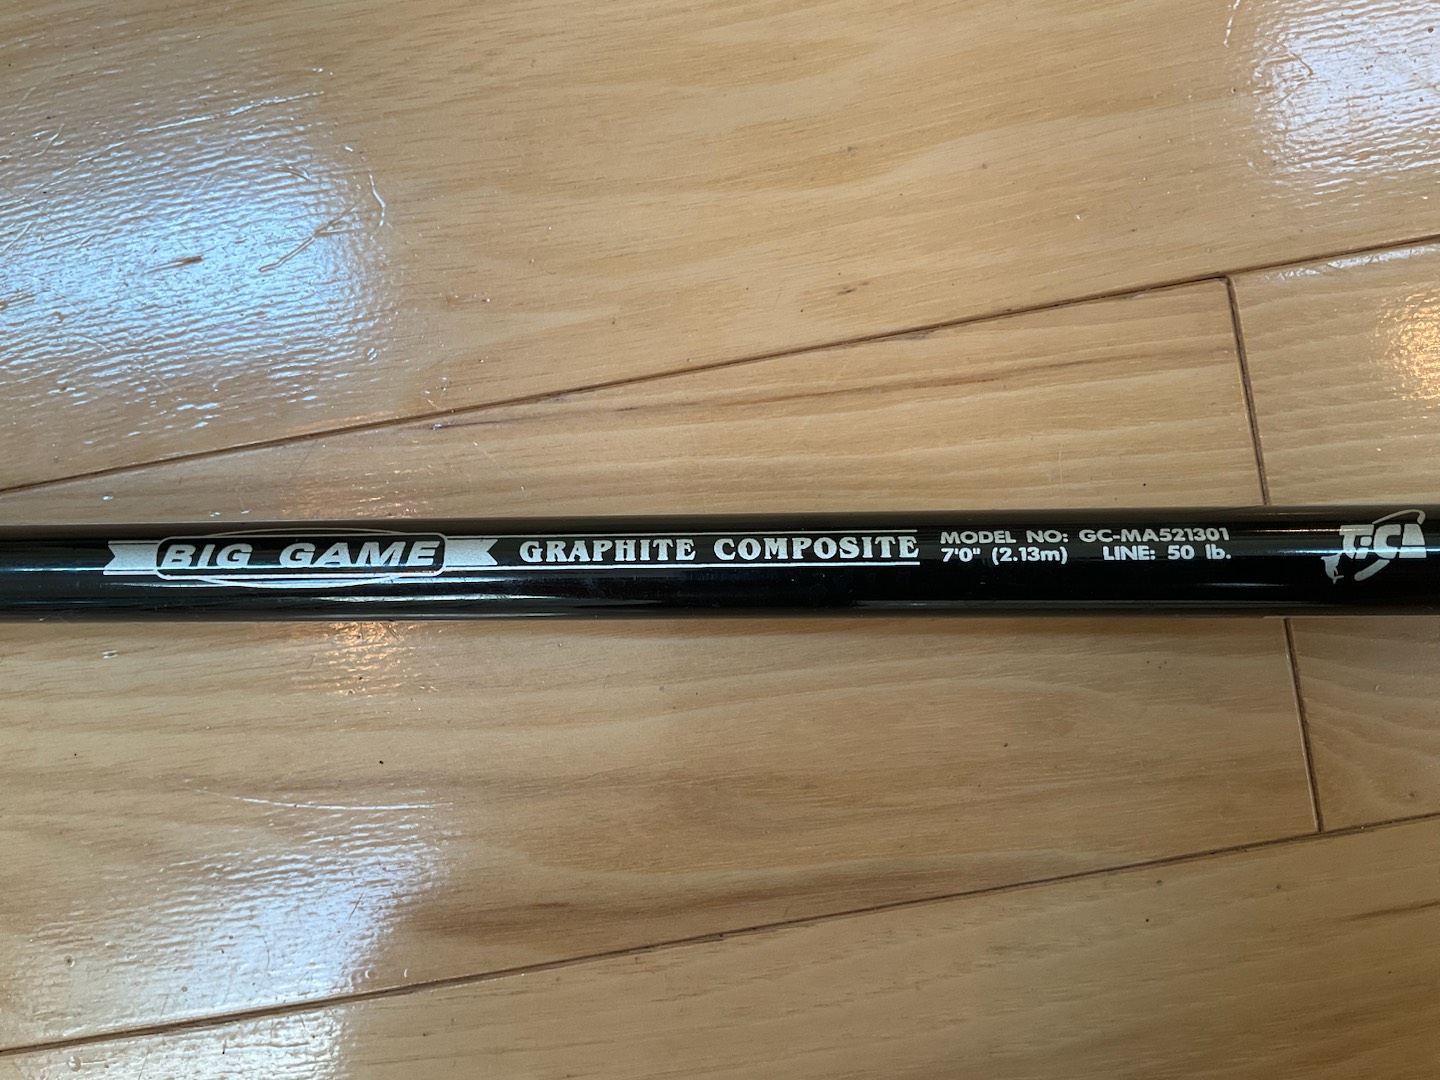 BIG GAME GRAPHITE COMPOSITE MODEL NO: GC-MA521301
7'0" (2.13m) LINE: 50 lb.
TiCA